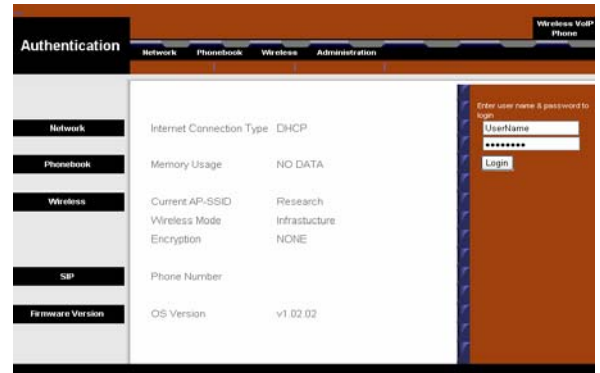 Wireless VoIP
Phone
Authentication
Network Phonebook Wireless Administration
Enter user name & password to
login
UserName
••••••••
Login
Network
Internet Connection Type DHCP
Phonebook
Memory Usage NO DATA
Wireless
Current AP-SSID Research
Wireless Mode Infrastucture
Encryption NONE
SIP
Phone Number
Firmware Version
OS Version v1.02.02